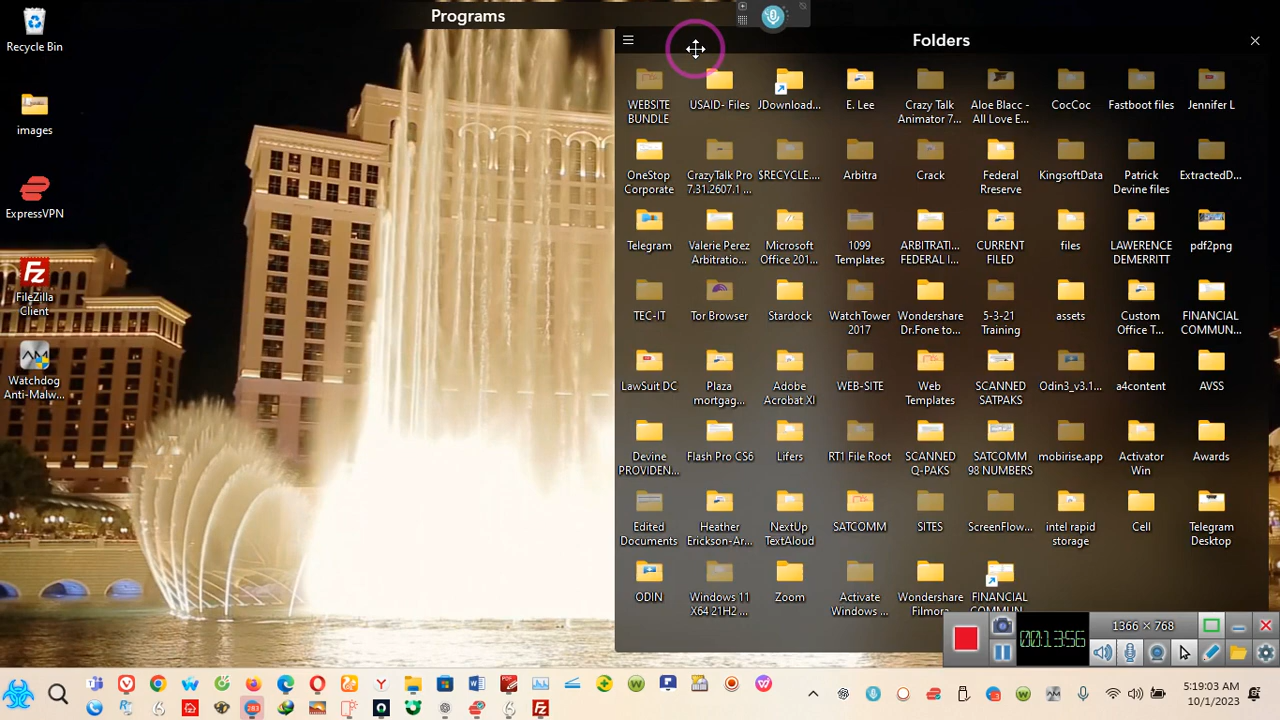 Programs
Folders
Recycle Bin
images
ExpressVPN
FileZilla
Client
Watchdog
Anti-Malw...
WEBSITE
BUNDLE
USAID- Files
JDownload...
E. Lee
Crazy Talk
Animator 7...
Aloe Blacc -
All Love E...
CocCoc
Fastboot files
Jennifer L
OneStop
Corporate
CrazyTalk Pro
7.31.2607.1 ...
$RECYCLE....
Arbitra
Crack
Federal
Rreserve
KingsoftData
Patrick
Devine files
ExtractedD...
Telegram
Valerie Perez
Arbitratio...
Microsoft
Office 201...
1099
Templates
ARBITRATI...
FEDERAL I...
CURRENT
FILED
files
LAWERENCE
DEMERRITT
pdf2png
TEC-IT
Tor Browser
Stardock
WatchTower
2017
Wondershare
Dr.Fone to...
5-3-21
Training
assets
Custom
Office T...
FINANCIAL
COMMUN...
LawSuit DC
Plaza
mortgag...
Adobe
Acrobat XI
WEB-SITE
Web
Templates
SCANNED
SATPAKS
Odin3_v3.1...
a4content
AVSS
Devine
PROVIDEN...
Flash Pro CS6
Lifers
RT1 File Root
SCANNED
Q-PAKS
SATCOMM
98 NUMBERS
mobirise.app
Activator
Win
Awards
Edited
Documents
Heather
Erickson-Ar...
NextUp
TextAloud
SATCOMM
SITES
ScreenFlow...
intel rapid
storage
Cell
Telegram
Desktop
ODIN
Windows 11
X64 21H2 ...
Zoom
Activate
Windows ...
Wondershare
Filmora
FINANCIAL
COMMUN...
00:13:56
1366 × 768
283
5:19:03 AM
10/1/2023